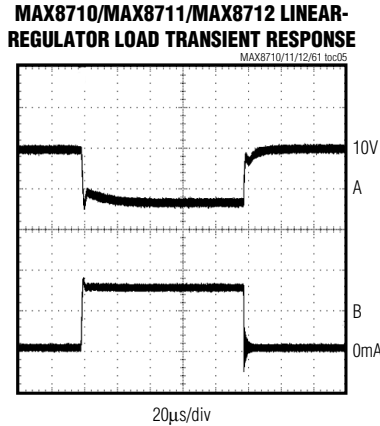 MAX8710/MAX8711/MAX8712 LINEAR-
REGULATOR LOAD TRANSIENT RESPONSE
MAX8710/11/12/61 toc05
10V
A
B
0mA
20μs/div